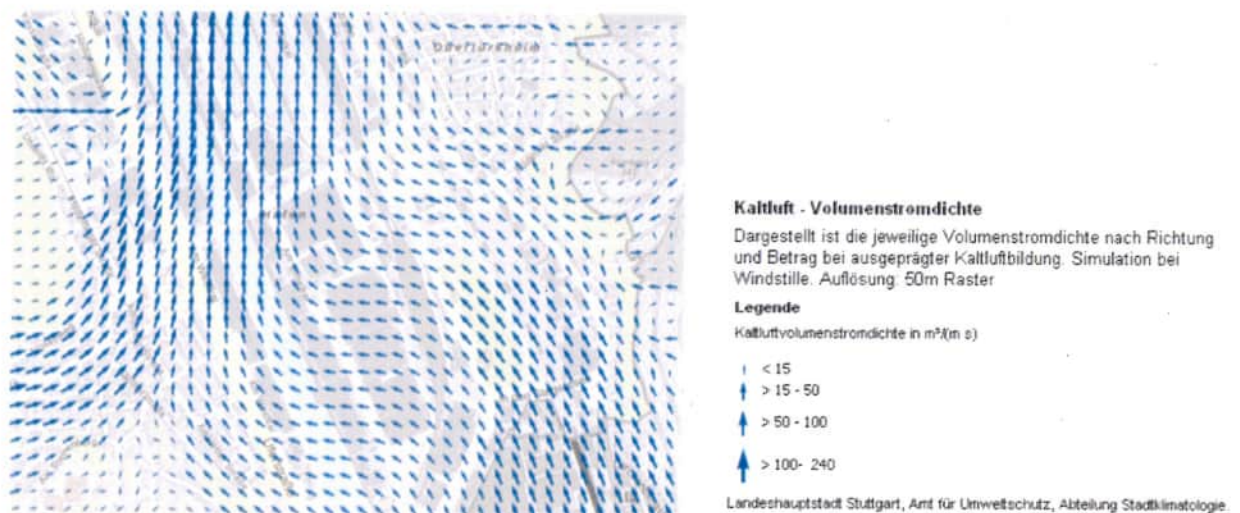 Kaltluft - Volumenstromdichte
Dargestellt ist die jeweilige Volumenstromdichte nach Richtung
und Betrag bei ausgeprägter Kaltluftbildung. Simulation bei
Windstille. Auflösung: 50m Raster
Legende
Kaltluftvolumenstromdichte in m³/(m s)
< 15
> 15 - 50
> 50 - 100
> 100- 240
Landeshauptstadt Stuttgart, Amt für Umweltschutz, Abteilung Stadtklimatologie.